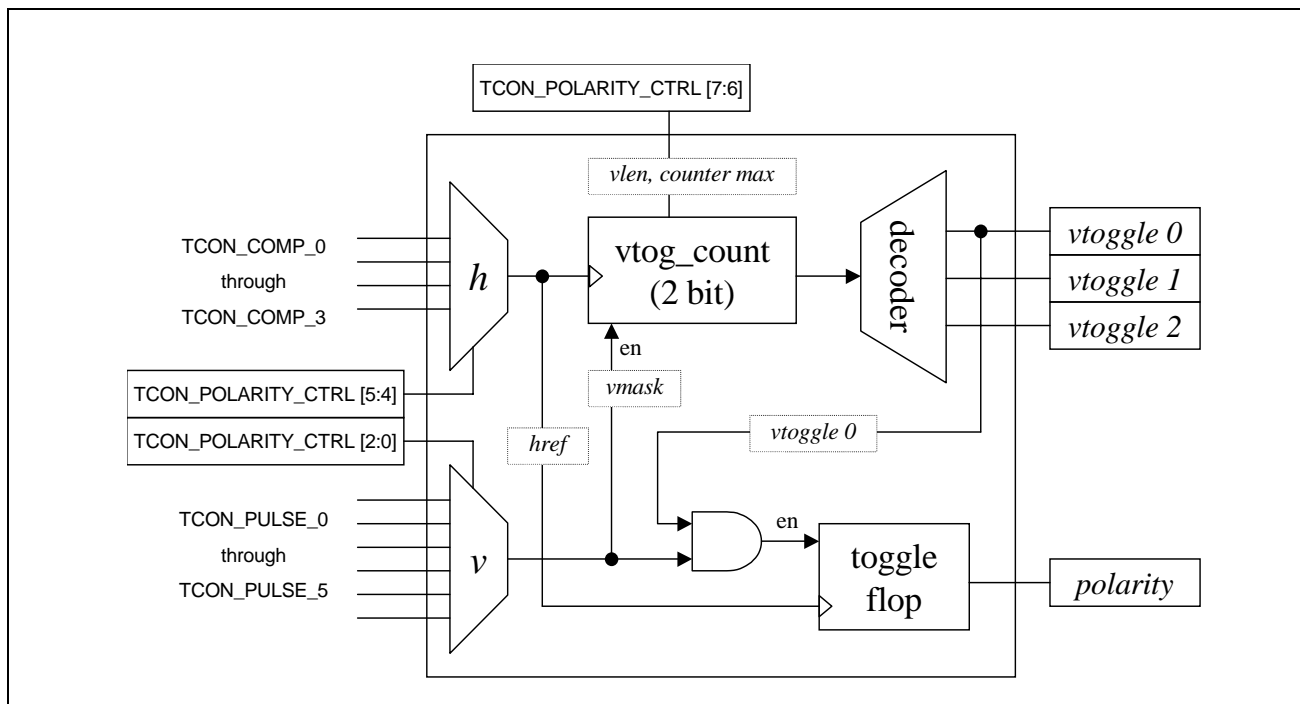 TCON_POLARITY_CTRL [7:6]
vlen, counter max
TCON_COMP_0
through
TCON_COMP_3
h
vtog_count
(2 bit)
decoder
vtoggle 0
vtoggle 1
vtoggle 2
en
vmask
TCON_POLARITY_CTRL [5:4]
TCON_POLARITY_CTRL [2:0]
href
vtoggle 0
TCON_PULSE_0
through
TCON_PULSE_5
v
en
toggle
flop
polarity